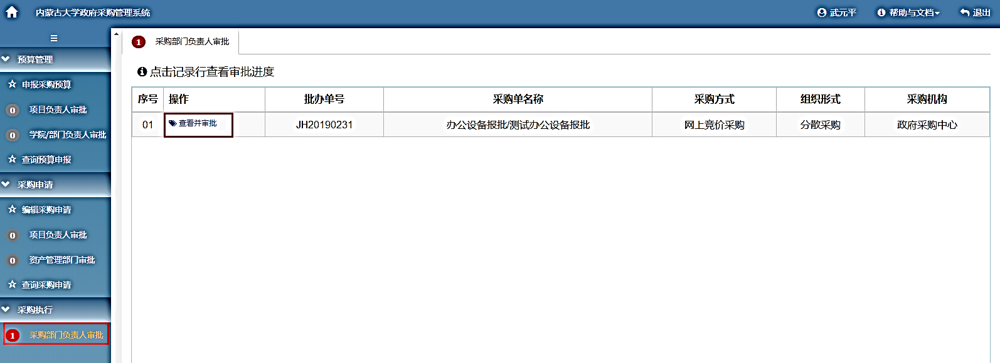 内蒙古大学政府采购管理系统
武元平 帮助与文档 退出
预算管理
申报采购预算
0 项目负责人审批
0 学院/部门负责人审批
查询预算申报
采购申请
编辑采购申请
0 项目负责人审批
0 资产管理部门审批
查询采购申请
采购执行
1 采购部门负责人审批
1 采购部门负责人审批
点击记录行查看审批进度
序号 操作 批办单号 采购单名称 采购方式 组织形式 采购机构
01 查看并审批 JH20190231 办公设备报批/测试办公设备报批 网上竞价采购 分散采购 政府采购中心